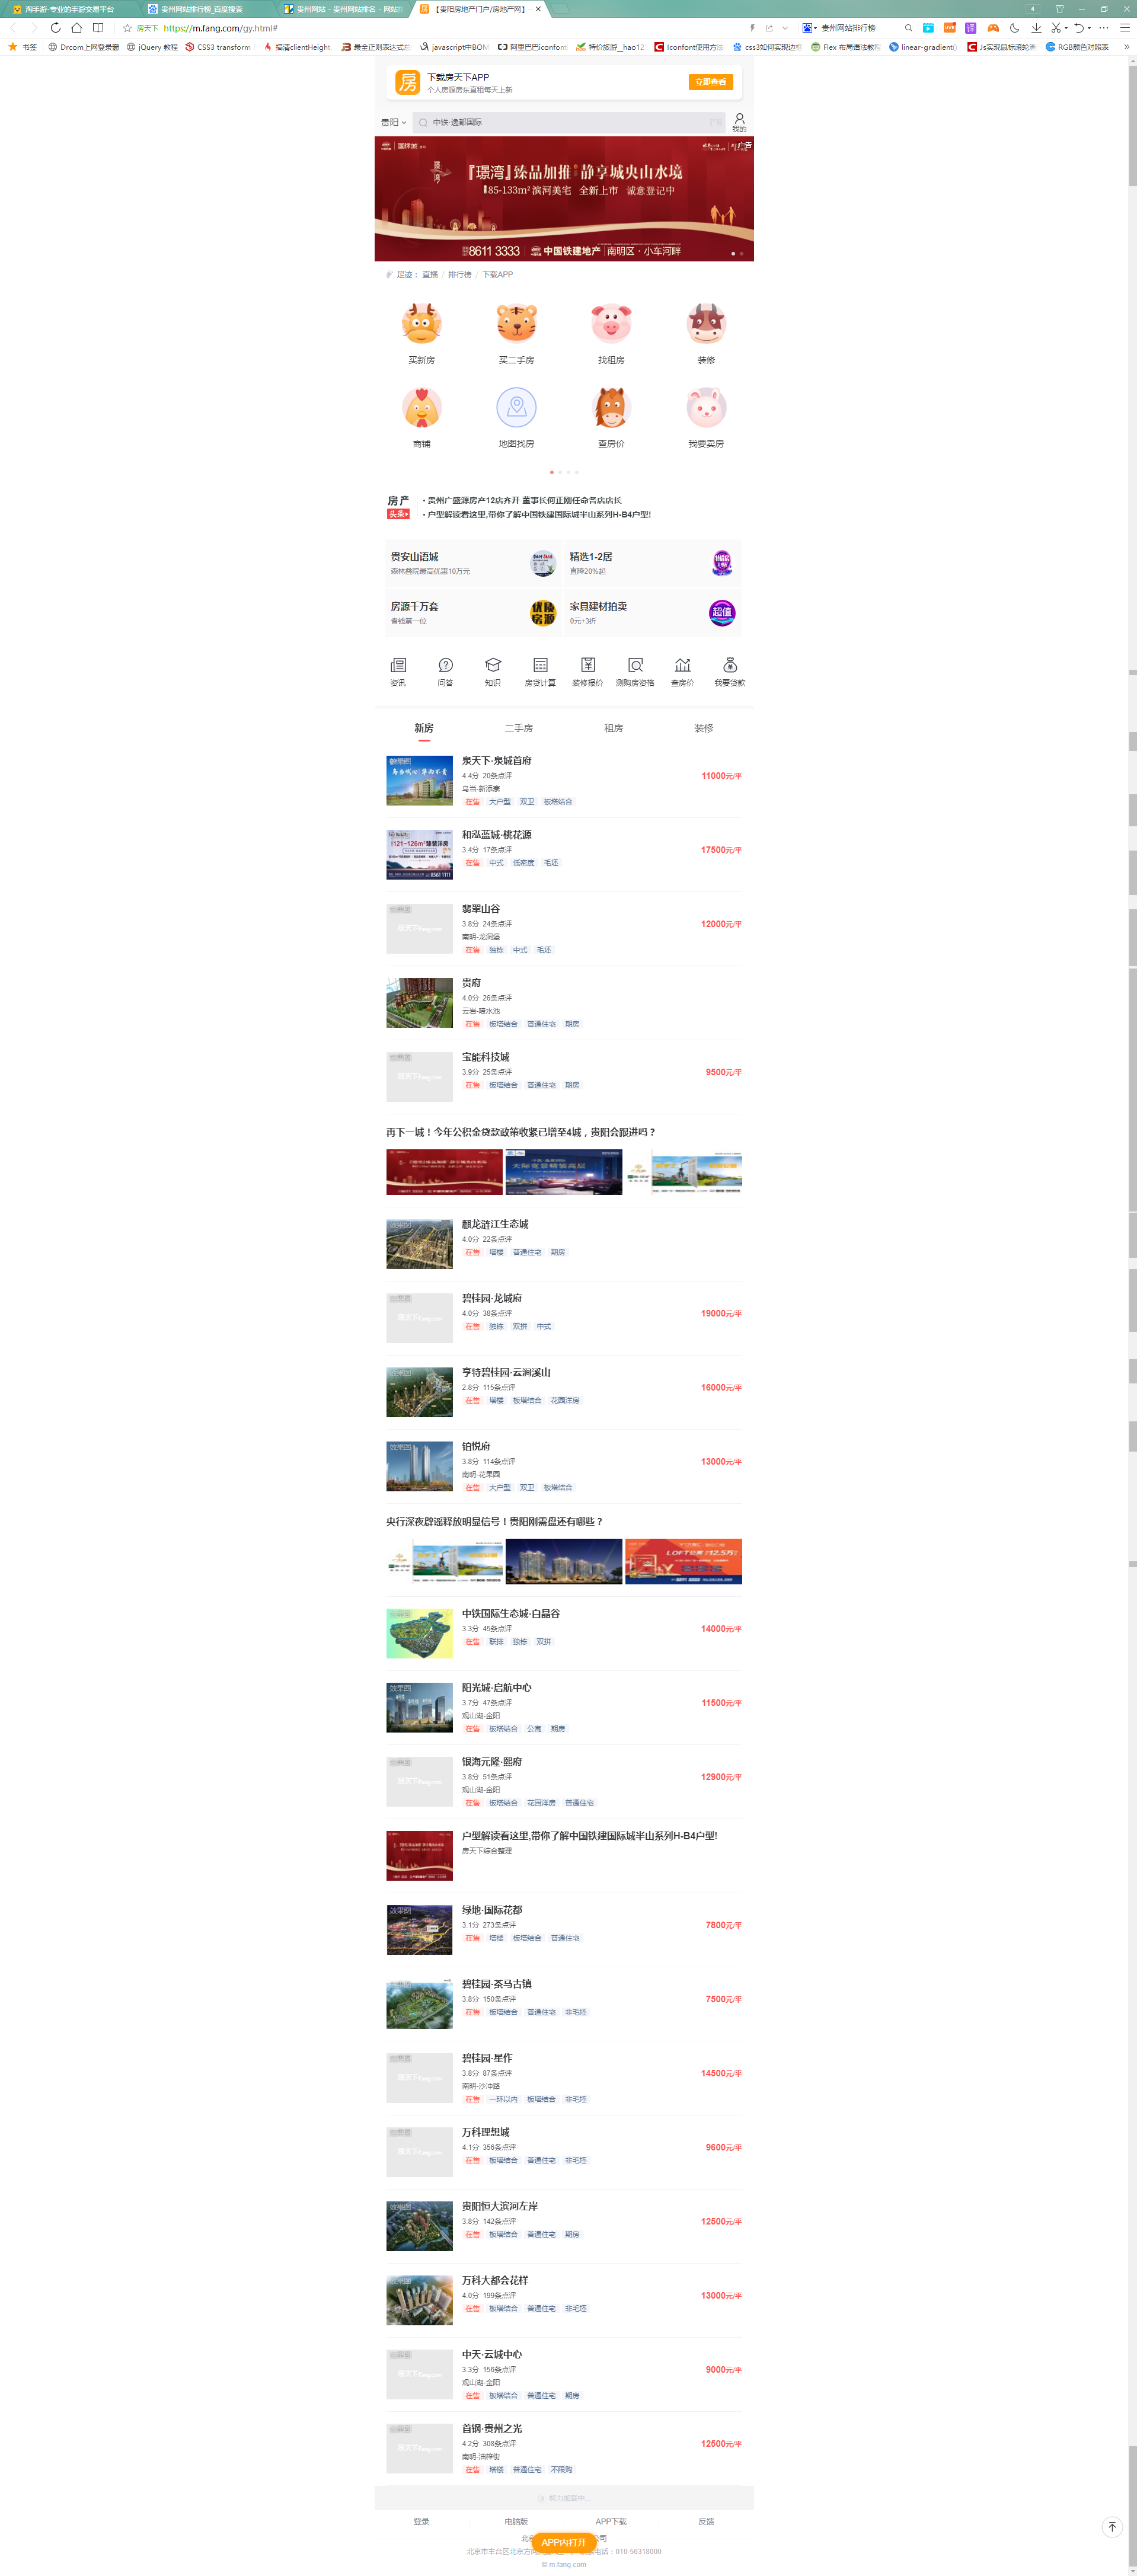 淘手游-专业的手游交易平台
贵州网站排行榜_百度搜索
贵州网站 - 贵州网站排名 - 网站排
【贵阳房地产门户/房地产网】-
房天下 https://m.fang.com/gy.html#
贵州网站排行榜
书签 Drcom上网登录窗 jQuery 教程 CSS3 transform 搞清clientHeight 最全正则表达式总 javascript中BOM 阿里巴巴iconfont 特价旅游_hao12 Iconfont使用方法 css3如何实现边框 Flex 布局语法教程 linear-gradient() Js实现鼠标滚轮滑 RGB颜色对照表
下载房天下APP
个人房源房东直租每天上新
立即查看
贵阳
中铁·逸都国际
我的
广告
『璟湾』臻品加推 静享城央山水境
85-133m²滨河美宅 全新上市 诚意登记中
8611 3333 中国铁建地产 南明区·小车河畔
足迹： 直播 / 排行榜 / 下载APP
买新房
买二手房
找租房
装修
商铺
地图找房
查房价
我要卖房
房产
头条
· 贵州广盛源房产12店齐开 董事长何正刚任命各店店长
· 户型解读看这里,带你了解中国铁建国际城半山系列H-B4户型!
贵安山语城
森林叠院最高优惠10万元
精选1-2居
直降20%起
房源千万套
省钱第一位
优质房源
家具建材拍卖
0元+3折
超值
资讯
问答
知识
房贷计算
装修报价
测购房资格
查房价
我要贷款
新房
二手房
租房
装修
泉天下·泉城首府
4.4分 20条点评
11000元/平
乌当-新添寨
在售 大户型 双卫 板塔结合
和泓蓝城·桃花源
3.4分 17条点评
17500元/平
在售 中式 低密度 毛坯
翡翠山谷
3.8分 24条点评
12000元/平
南明-龙洞堡
在售 独栋 中式 毛坯
贵府
4.0分 26条点评
云岩-喷水池
在售 板塔结合 普通住宅 期房
宝能科技城
3.9分 25条点评
9500元/平
在售 板塔结合 普通住宅 期房
再下一城！今年公积金贷款政策收紧已增至4城，贵阳会跟进吗？
麒龙涟江生态城
4.0分 22条点评
在售 塔楼 普通住宅 期房
碧桂园·龙城府
4.0分 38条点评
19000元/平
在售 独栋 双拼 中式
亨特碧桂园·云涧溪山
2.8分 115条点评
16000元/平
在售 塔楼 板塔结合 花园洋房
效果图
铂悦府
3.8分 114条点评
13000元/平
南明-花果园
在售 大户型 双卫 板塔结合
央行深夜辟谣释放明显信号！贵阳刚需盘还有哪些？
中铁国际生态城·白晶谷
3.3分 45条点评
14000元/平
在售 联排 独栋 双拼
效果图
阳光城·启航中心
3.7分 47条点评
11500元/平
观山湖-金阳
在售 板塔结合 公寓 期房
银海元隆·熙府
3.8分 51条点评
12900元/平
观山湖-金阳
在售 板塔结合 花园洋房 普通住宅
户型解读看这里,带你了解中国铁建国际城半山系列H-B4户型!
房天下综合整理
效果图
绿地·国际花都
3.1分 273条点评
7800元/平
在售 塔楼 板塔结合 普通住宅
碧桂园·茶马古镇
3.8分 150条点评
7500元/平
在售 板塔结合 普通住宅 非毛坯
碧桂园·星作
3.8分 87条点评
14500元/平
南明-沙冲路
在售 一环以内 板塔结合 非毛坯
万科理想城
4.1分 356条点评
9600元/平
在售 板塔结合 普通住宅 非毛坯
效果图
贵阳恒大滨河左岸
3.8分 142条点评
12500元/平
在售 板塔结合 普通住宅 期房
万科大都会花样
4.0分 199条点评
13000元/平
在售 板塔结合 普通住宅 非毛坯
中天·云城中心
3.3分 156条点评
9000元/平
观山湖-金阳
在售 板塔结合 普通住宅 期房
首钢·贵州之光
4.2分 308条点评
12500元/平
南明-油榨街
在售 塔楼 普通住宅 不限购
努力加载中...
登录
电脑版
APP下载
反馈
APP内打开
北京市丰台区北京方向
电话：010-56318000
© m.fang.com